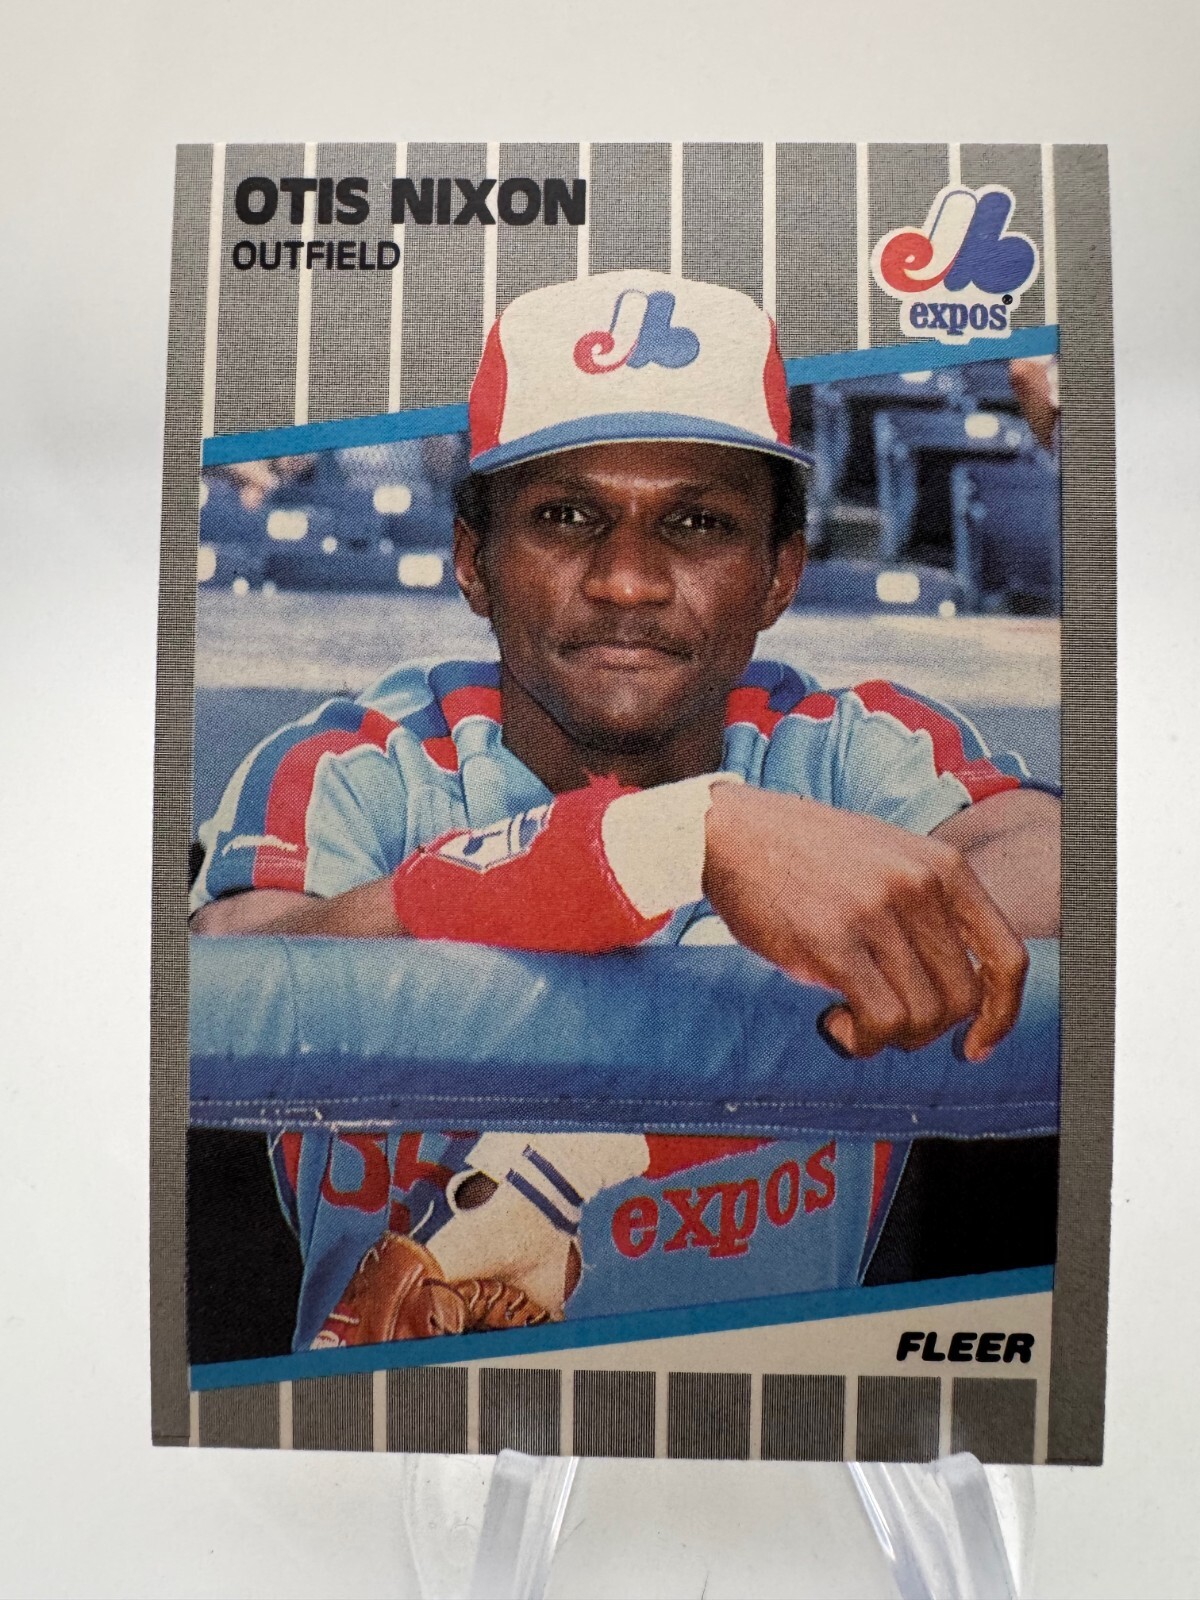 OTIS NIXON
OUTFIELD
expos®
expos
FLEER